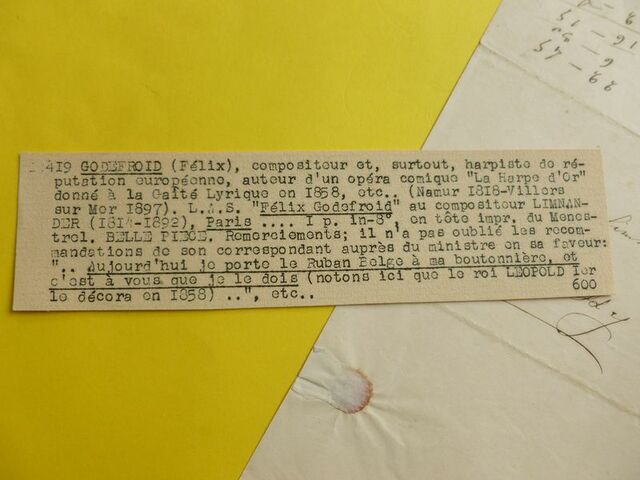 419 GODEFROID (Félix), compositeur et, surtout, harpiste de ré-
putation européenne, auteur d'un opéra comique "La Harpe d'Or"
donné à la Gaîté Lyrique en 1858, etc.. (Namur 1818-Villers
sur Mer 1897). L.A.S. "Félix Godefroid" au compositeur LIMNAN-
DER (1814-1892), Paris .... 1 p. in-8°, en tête impr. du Menes-
trel. BELLE PIECE. Remerciements; il n'a pas oublié les recom-
mandations de son correspondant auprès du ministre en sa faveur:
".. Aujourd'hui je porte le Ruban Belge à ma boutonnière, et
c'est à vous que je le dois (notons ici que le roi LEOPOLD Ier
le décora en 1858) ..", etc..
600